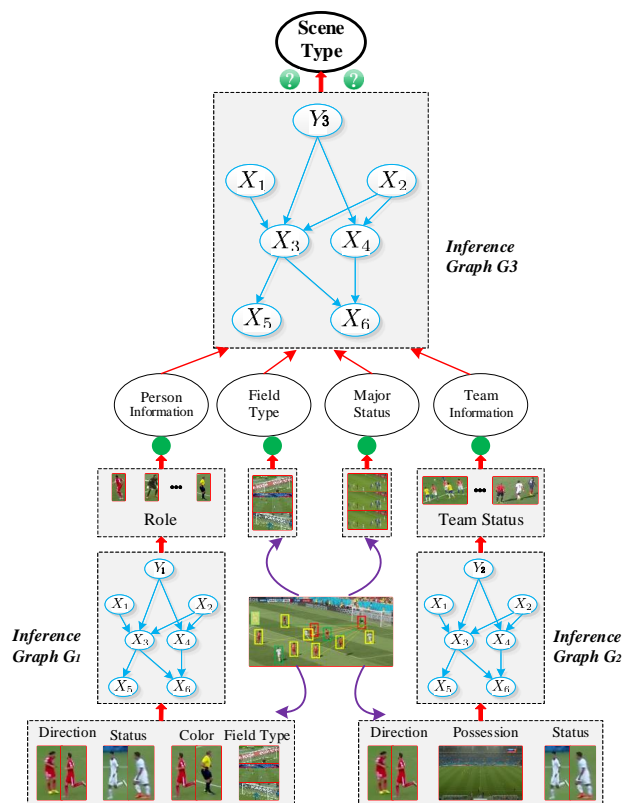 Scene
Type
?
?
Y3
X1
X2
X3
X4
X5
X6
Inference
Graph G3
Person
Information
Field
Type
Major
Status
Team
Information
Role
Team Status
Y1
X1
X2
X3
X4
X5
X6
Inference
Graph G1
Y2
X1
X2
X3
X4
X5
X6
Inference
Graph G2
Direction
Status
Color
Field Type
Direction
Possession
Status